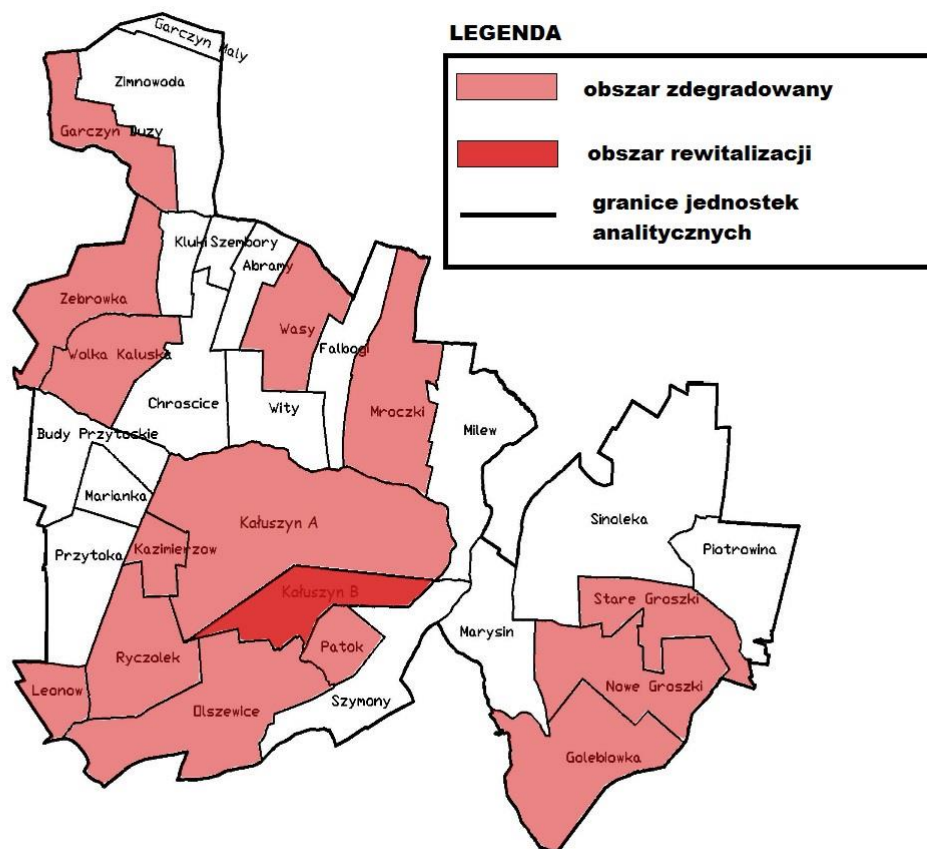 LEGENDA
obszar zdegradowany
obszar rewitalizacji
granice jednostek
analitycznych
Garczyn Maly
Zimnowoda
Garczyn Duzy
Kluki
Szembory
Abramy
Zebrowka
Wasy
Wolka Kaluska
Falbogi
Chroscice
Wity
Mroczki
Budy Przytockie
Milew
Marianka
Kałuszyn A
Sinoleka
Przytoka
Kazimierzow
Piotrowina
Kałuszyn B
Stare Groszki
Ryczolek
Patok
Marysin
Leonow
Olszewice
Szymony
Nowe Groszki
Golebiowka